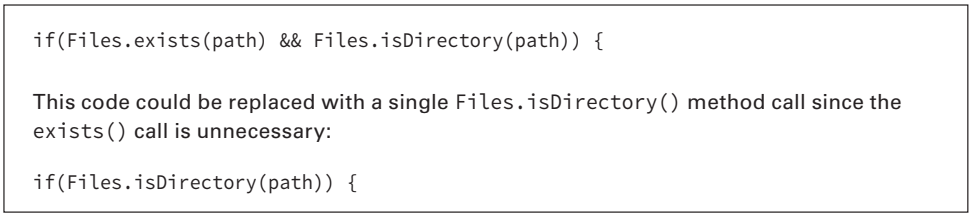 if(Files.exists(path) && Files.isDirectory(path)) {
This code could be replaced with a single Files.isDirectory() method call since the
exists() call is unnecessary:
if(Files.isDirectory(path)) {